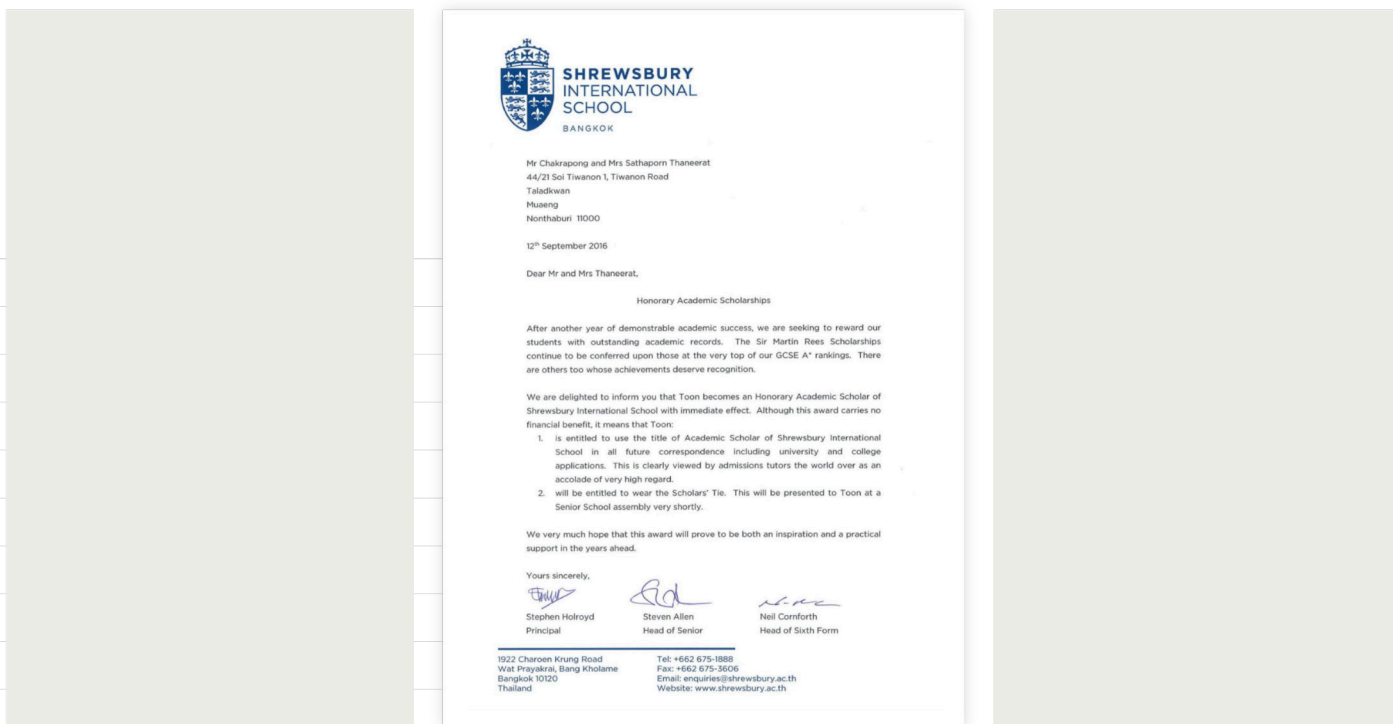 SHREWSBURY
INTERNATIONAL
SCHOOL
BANGKOK
Mr Chakrapong and Mrs Sathaporn Thaneerat
44/21 Soi Tiwanon 1, Tiwanon Road
Taladkwan
Muaeng
Nonthaburi 11000
12th September 2016
Dear Mr and Mrs Thaneerat,
Honorary Academic Scholarships
After another year of demonstrable academic success, we are seeking to reward our
students with outstanding academic records. The Sir Martin Rees Scholarships
continue to be conferred upon those at the very top of our GCSE A* rankings. There
are others too whose achievements deserve recognition.
We are delighted to inform you that Toon becomes an Honorary Academic Scholar of
Shrewsbury International School with immediate effect. Although this award carries no
financial benefit, it means that Toon:
1. is entitled to use the title of Academic Scholar of Shrewsbury International
School in all future correspondence including university and college
applications. This is clearly viewed by admissions tutors the world over as an
accolade of very high regard.
2. will be entitled to wear the Scholars' Tie. This will be presented to Toon at a
Senior School assembly very shortly.
We very much hope that this award will prove to be both an inspiration and a practical
support in the years ahead.
Yours sincerely,
Stephen Holroyd
Principal
Steven Allen
Head of Senior
Neil Cornforth
Head of Sixth Form
1922 Charoen Krung Road
Wat Prayakrai, Bang Kholame
Bangkok 10120
Thailand
Tel: +662 675-1888
Fax: +662 675-3606
Email: enquiries@shrewsbury.ac.th
Website: www.shrewsbury.ac.th